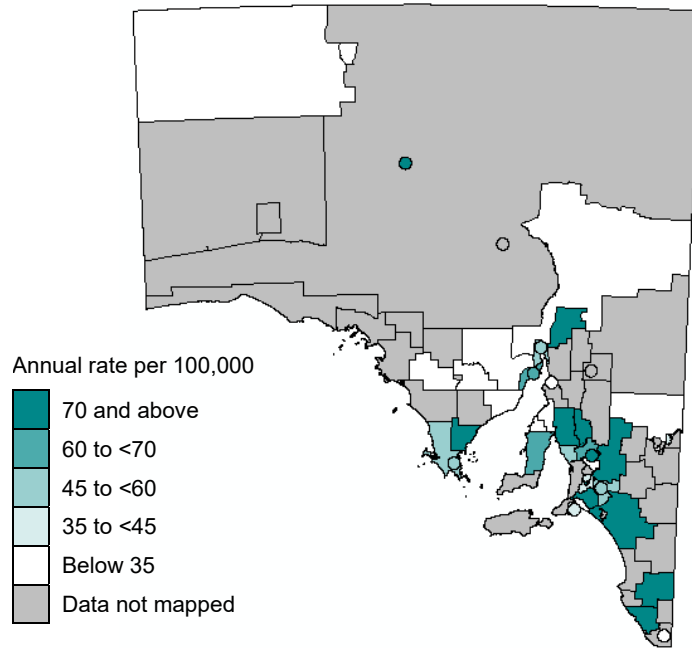 Annual rate per 100,000
70 and above
60 to <70
45 to <60
35 to <45
Below 35
Data not mapped